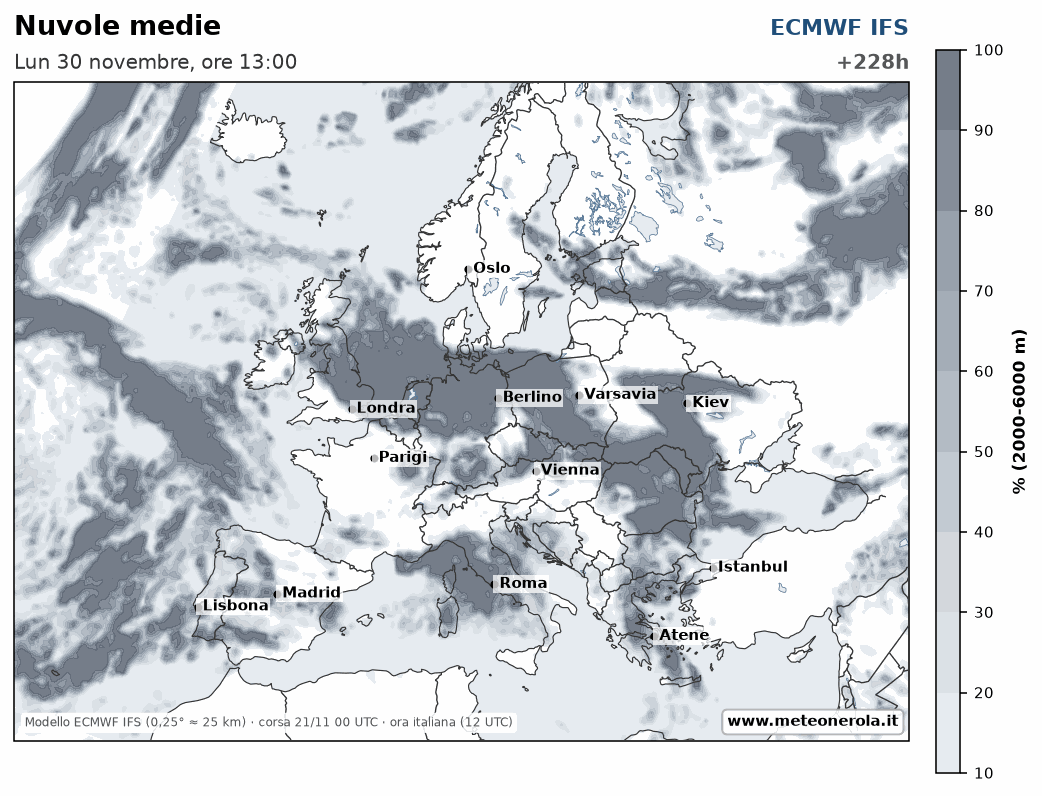 Nuvole medie
ECMWF IFS
Lun 30 novembre, ore 13:00
+228h
100
90
80
70
60
50
40
30
20
10
% (2000-6000 m)
Oslo
Londra
Berlino
Varsavia
Kiev
Parigi
Vienna
Istanbul
Roma
Madrid
Lisbona
Atene
Modello ECMWF IFS (0,25° ≈ 25 km) · corsa 21/11 00 UTC · ora italiana (12 UTC)
www.meteonerola.it